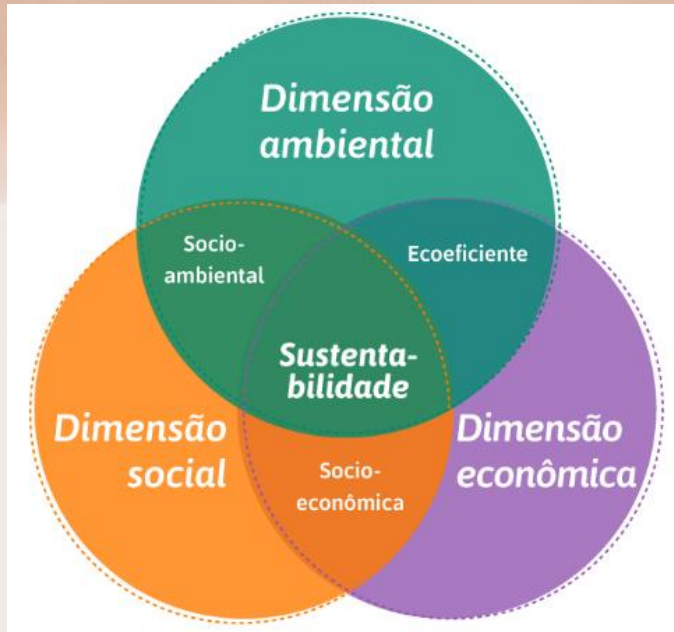 Dimensão
ambiental
Socio-
ambiental
Ecoeficiente
Sustenta-
bilidade
Dimensão
social
Dimensão
econômica
Socio-
econômica